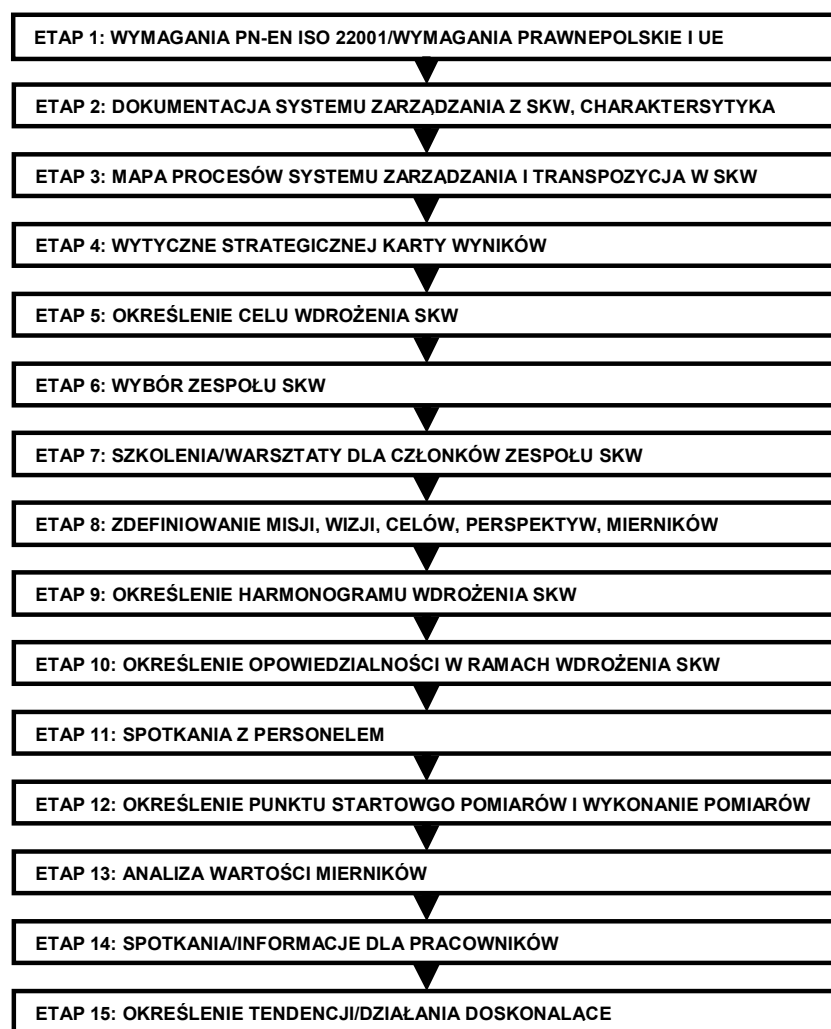 ETAP 1: WYMAGANIA PN-EN ISO 22001/WYMAGANIA PRAWNEPOLSKIE I UE
ETAP 2: DOKUMENTACJA SYSTEMU ZARZĄDZANIA Z SKW, CHARAKTERSYTYKA
ETAP 3: MAPA PROCESÓW SYSTEMU ZARZĄDZANIA I TRANSPOZYCJA W SKW
ETAP 4: WYTYCZNE STRATEGICZNEJ KARTY WYNIKÓW
ETAP 5: OKREŚLENIE CELU WDROŻENIA SKW
ETAP 6: WYBÓR ZESPOŁU SKW
ETAP 7: SZKOLENIA/WARSZTATY DLA CZŁONKÓW ZESPOŁU SKW
ETAP 8: ZDEFINIOWANIE MISJI, WIZJI, CELÓW, PERSPEKTYW, MIERNIKÓW
ETAP 9: OKREŚLENIE HARMONOGRAMU WDROŻENIA SKW
ETAP 10: OKREŚLENIE OPOWIEDZIALNOŚCI W RAMACH WDROŻENIA SKW
ETAP 11: SPOTKANIA Z PERSONELEM
ETAP 12: OKREŚLENIE PUNKTU STARTOWGO POMIARÓW I WYKONANIE POMIARÓW
ETAP 13: ANALIZA WARTOŚCI MIERNIKÓW
ETAP 14: SPOTKANIA/INFORMACJE DLA PRACOWNIKÓW
ETAP 15: OKREŚLENIE TENDENCJI/DZIAŁANIA DOSKONALĄCE